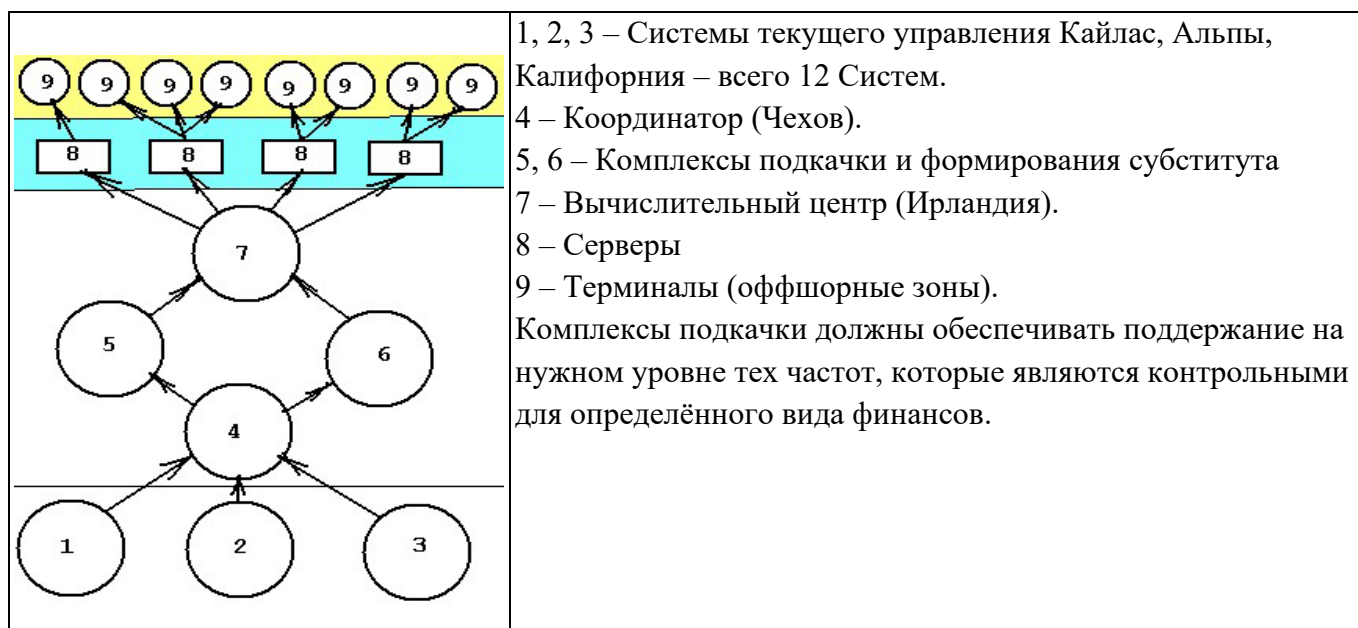 1, 2, 3 – Системы текущего управления Кайлас, Альпы,
Калифорния – всего 12 Систем.
4 – Координатор (Чехов).
5, 6 – Комплексы подкачки и формирования субститута
7 – Вычислительный центр (Ирландия).
8 – Серверы
9 – Терминалы (оффшорные зоны).
Комплексы подкачки должны обеспечивать поддержание на
нужном уровне тех частот, которые являются контрольными
для определённого вида финансов.
9 9 9 9 9 9 9 9
8 8 8 8
7
5 6
4
1 2 3